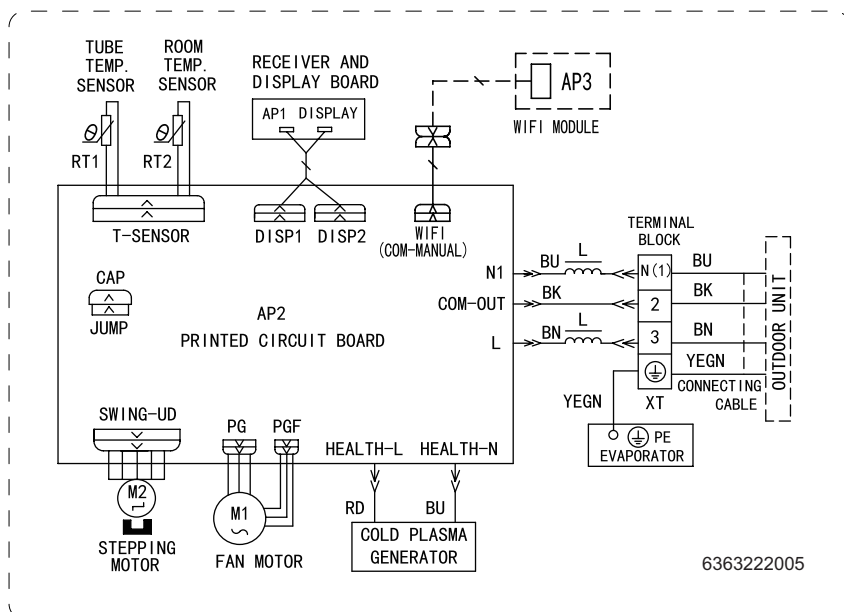 TUBE
TEMP.
SENSOR
ROOM
TEMP.
SENSOR
RECEIVER AND
DISPLAY BOARD
AP1 DISPLAY
AP3
WIFI MODULE
θ
RT1
θ
RT2
T-SENSOR
DISP1
DISP2
WIFI
(COM-MANUAL)
CAP
JUMP
AP2
PRINTED CIRCUIT BOARD
N1
COM-OUT
L
BU
L
BK
BN
L
TERMINAL
BLOCK
N(1)
2
3
XT
BU
BK
BN
YEGN
CONNECTING
CABLE
OUTDOOR UNIT
YEGN
PE
EVAPORATOR
SWING-UD
M2
STEPPING
MOTOR
PG
PGF
M1
FAN MOTOR
HEALTH-L
HEALTH-N
RD
BU
COLD PLASMA
GENERATOR
6363222005